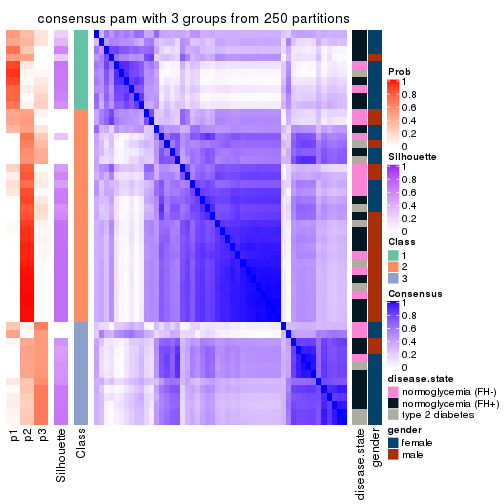 consensus pam with 3 groups from 250 partitions
Prob
1
0.8
0.6
0.4
0.2
0
Silhouette
1
0.8
0.6
0.4
0.2
0
Class
1
2
3
Consensus
1
0.8
0.6
0.4
0.2
0
disease.state
normoglycemia (FH-)
normoglycemia (FH+)
type 2 diabetes
gender
female
male
p1
p2
p3
Silhouette
Class
disease.state
gender